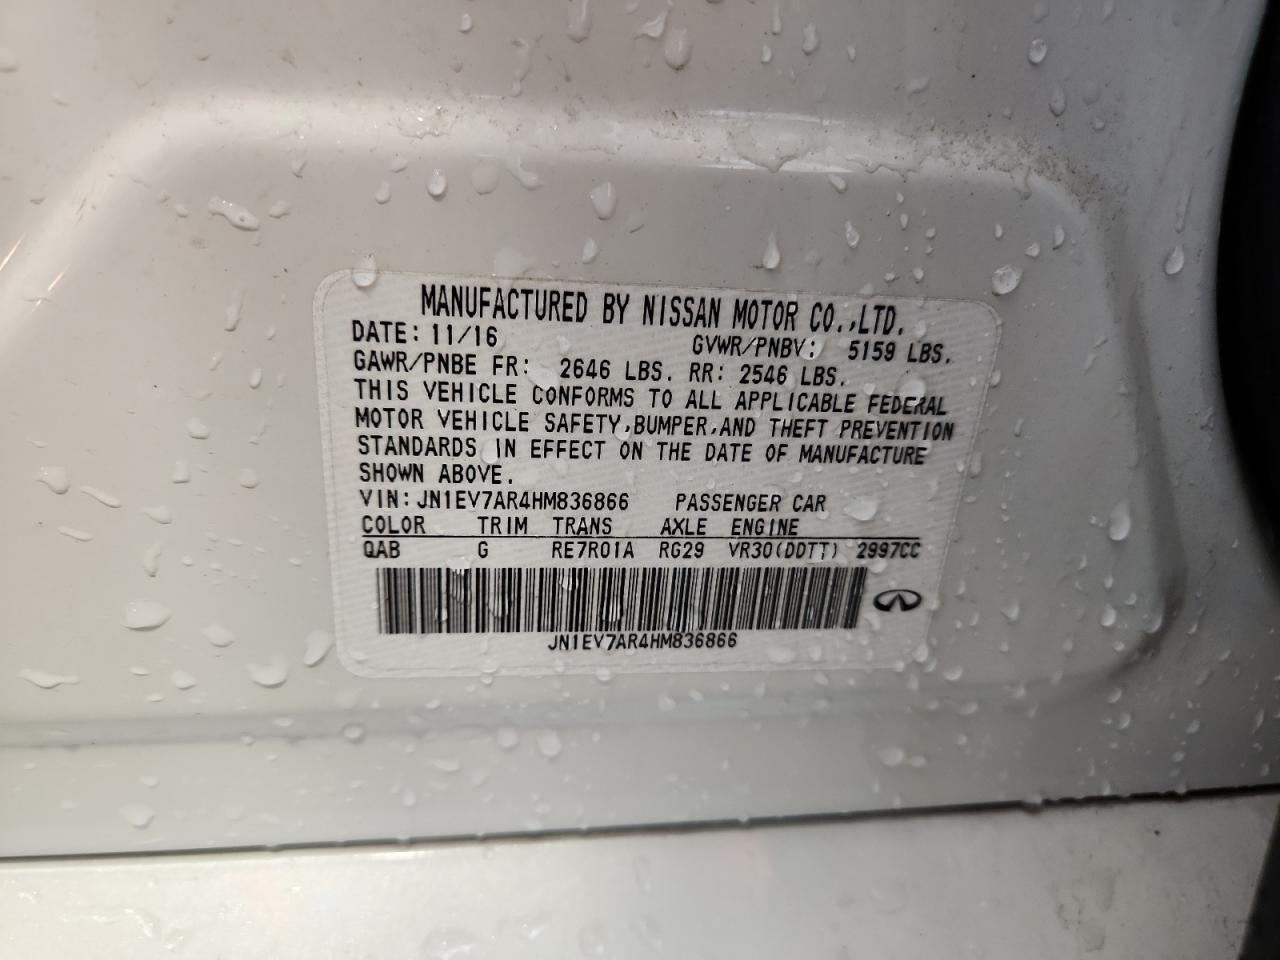 MANUFACTURED BY NISSAN MOTOR CO.,LTD.
DATE: 11/16 GVWR/PNBV: 5159 LBS.
GAWR/PNBE FR: 2646 LBS. RR: 2546 LBS.
THIS VEHICLE CONFORMS TO ALL APPLICABLE FEDERAL
MOTOR VEHICLE SAFETY,BUMPER,AND THEFT PREVENTION
STANDARDS IN EFFECT ON THE DATE OF MANUFACTURE
SHOWN ABOVE.
VIN: JN1EV7AR4HM836866 PASSENGER CAR
COLOR TRIM TRANS AXLE ENGINE
QAB G RE7R01A RG29 VR30(DDTT) 2997CC
JN1EV7AR4HM836866